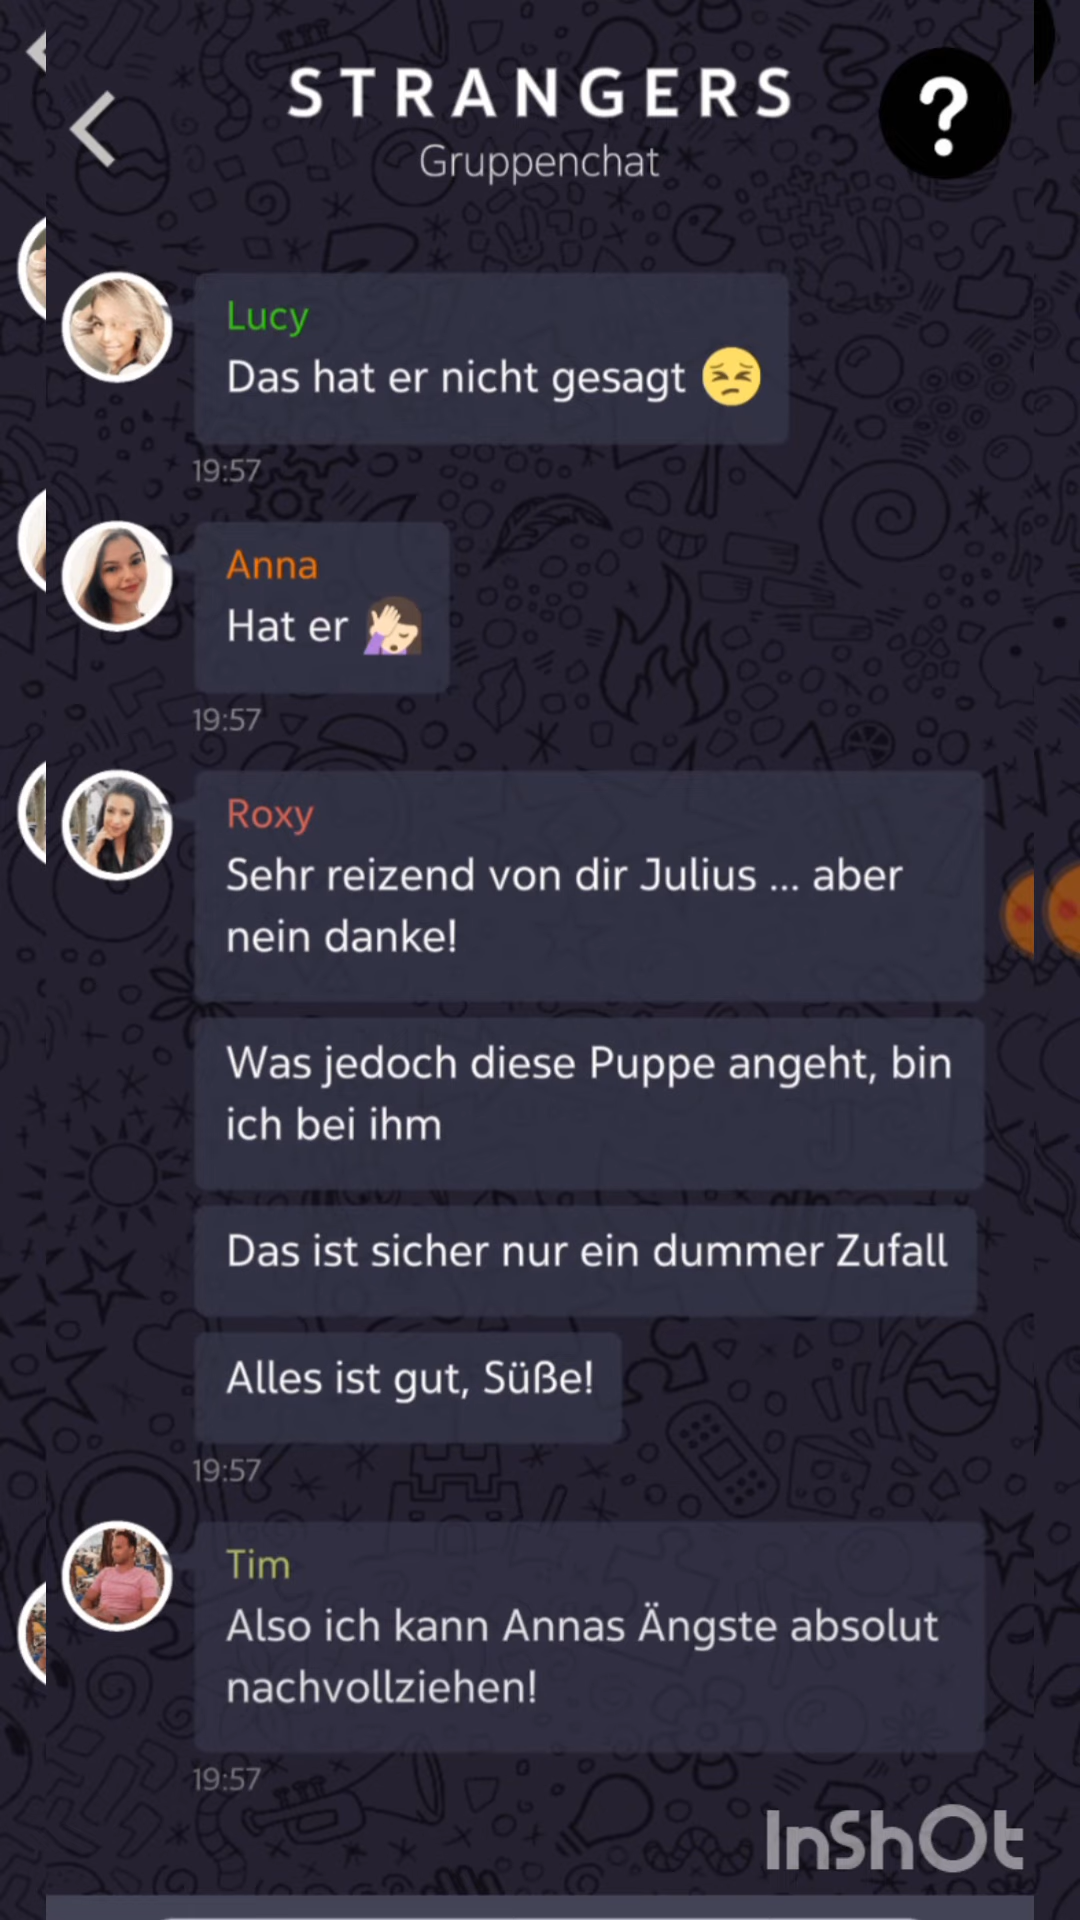 STRANGERS
Gruppenchat
?
Lucy
Das hat er nicht gesagt 😣
19:57
Anna
Hat er 🤦🏻‍♀️
19:57
Roxy
Sehr reizend von dir Julius ... aber
nein danke!
Was jedoch diese Puppe angeht, bin
ich bei ihm
Das ist sicher nur ein dummer Zufall
Alles ist gut, Süße!
19:57
Tim
Also ich kann Annas Ängste absolut
nachvollziehen!
19:57
InShOt